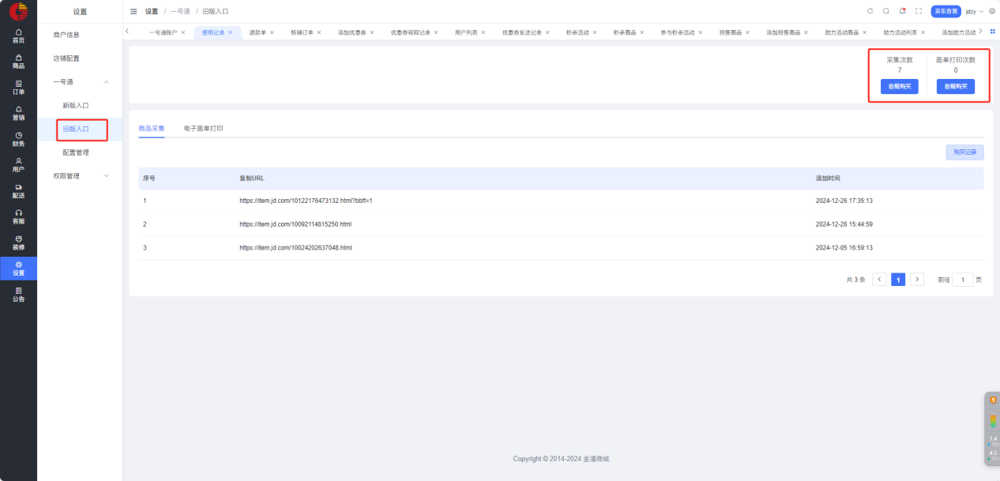 设置
设置 / 一号通 / 旧版入口
京东自营
jdzy
首页
商品
订单
营销
财务
用户
配送
客服
装修
设置
公告
商户信息
店铺配置
一号通
新版入口
旧版入口
配置管理
权限管理
一号通账户 ×
使用记录 ×
退款单 ×
核销订单 ×
添加优惠券 ×
优惠券领取记录 ×
用户列表 ×
优惠券发送记录 ×
秒杀活动 ×
秒杀商品 ×
参与秒杀活动 ×
预售商品 ×
添加预售商品 ×
助力活动商品 ×
助力活动列表 ×
添加助力活动
采集次数
7
套餐购买
面单打印次数
0
套餐购买
商品采集
电子面单打印
购买记录
序号 复制URL 添加时间
1 https://item.jd.com/10122176473132.html?bbtf=1 2024-12-26 17:35:13
2 https://item.jd.com/10092114815250.html 2024-12-26 15:44:59
3 https://item.jd.com/10024202637048.html 2024-12-05 16:59:13
共 3 条 < 1 > 前往 1 页
Copyright © 2014-2024 金灌商城
1.4
4.1